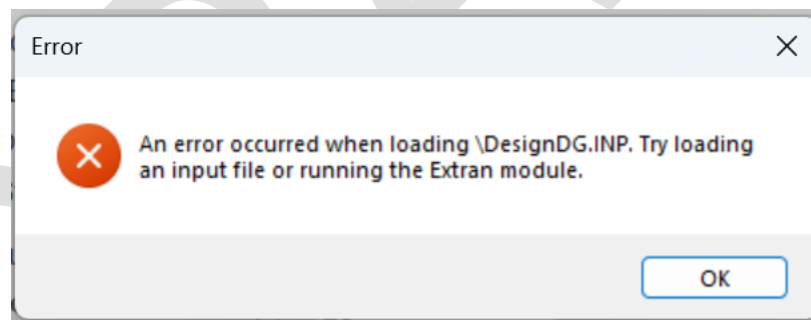 Error
An error occurred when loading \DesignDG.INP. Try loading
an input file or running the Extran module.
OK